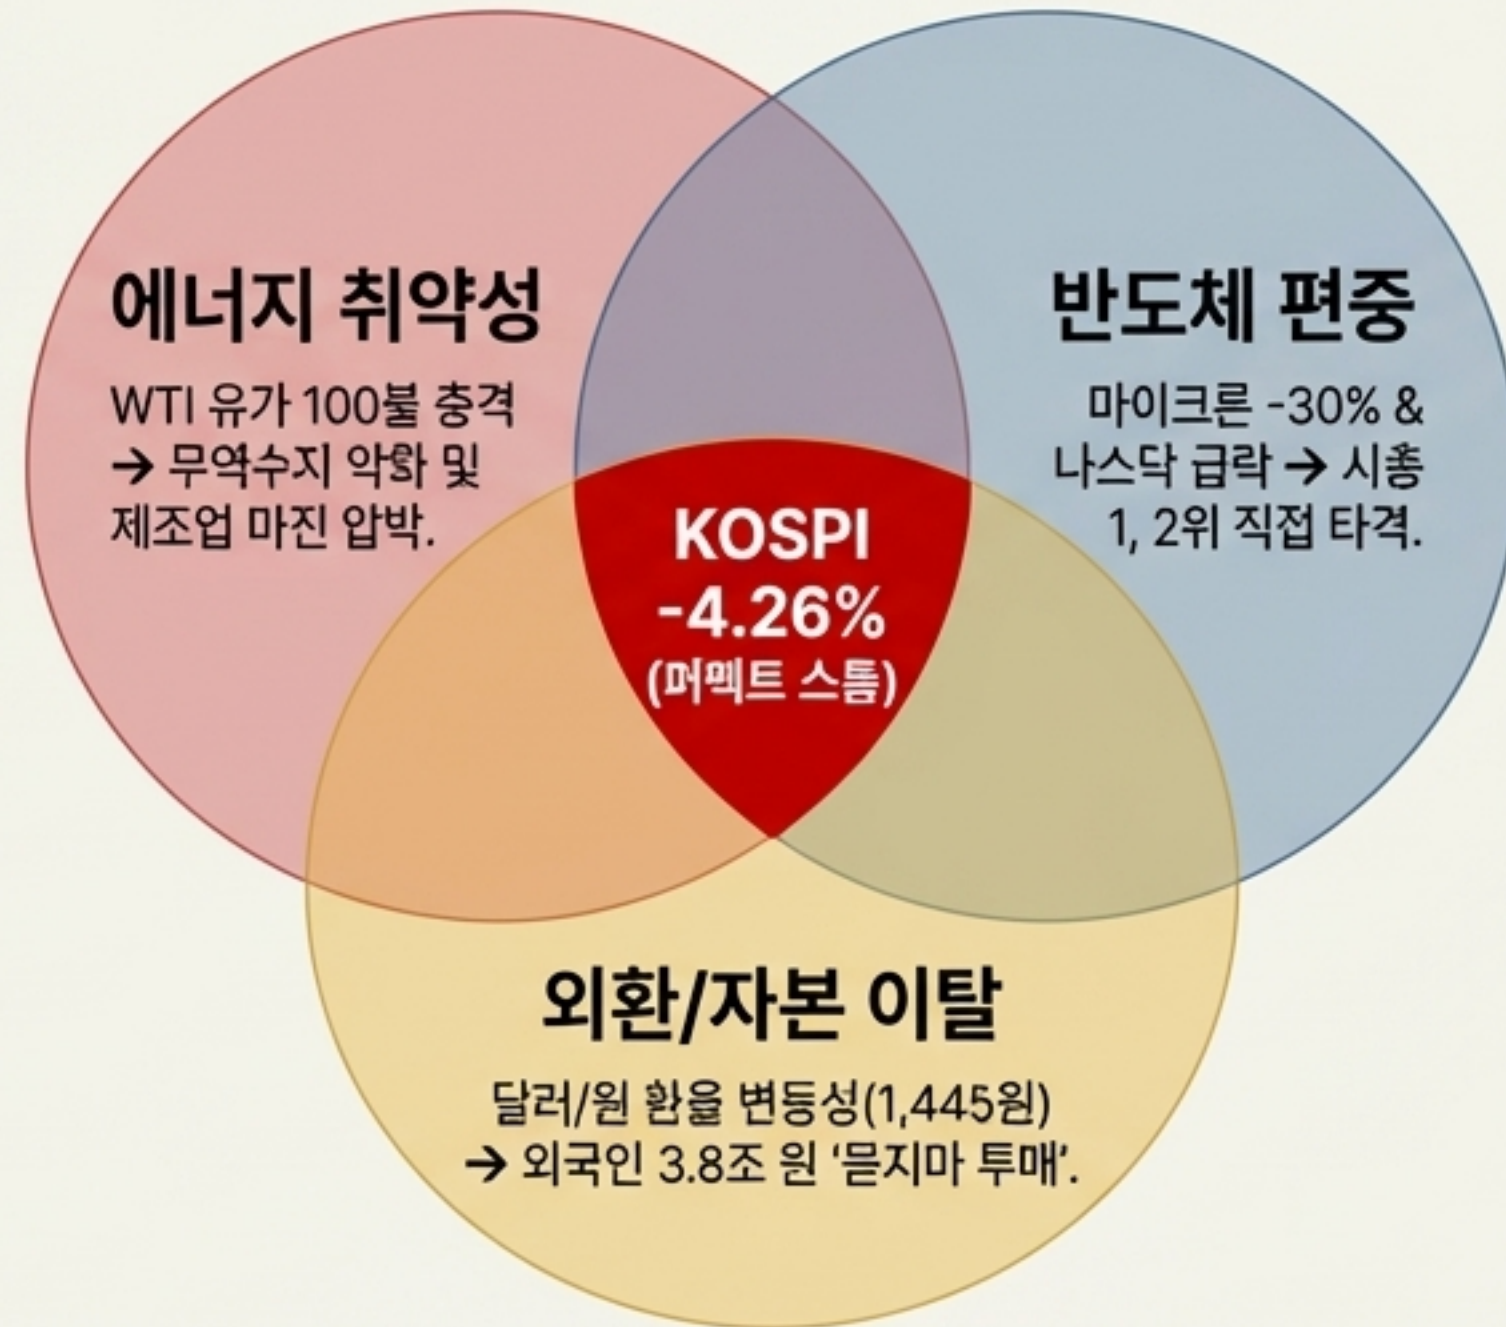 에너지 취약성
WTI 유가 100불 충격
→ 무역수지 악화 및
제조업 마진 압박.
반도체 편중
마이크론 -30% &
나스닥 급락 → 시총
1, 2위 직접 타격.
KOSPI
-4.26%
(퍼펙트 스톰)
외환/자본 이탈
달러/원 환율 변동성(1,445원)
→ 외국인 3.8조 원 ‘묻지마 투매’.